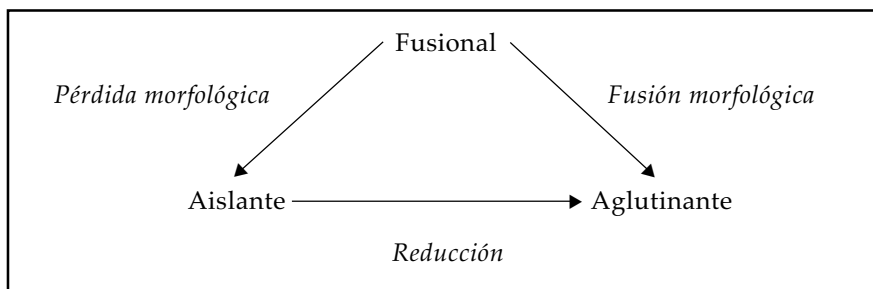 Fusional
Pérdida morfológica
Fusión morfológica
Aislante
Aglutinante
Reducción